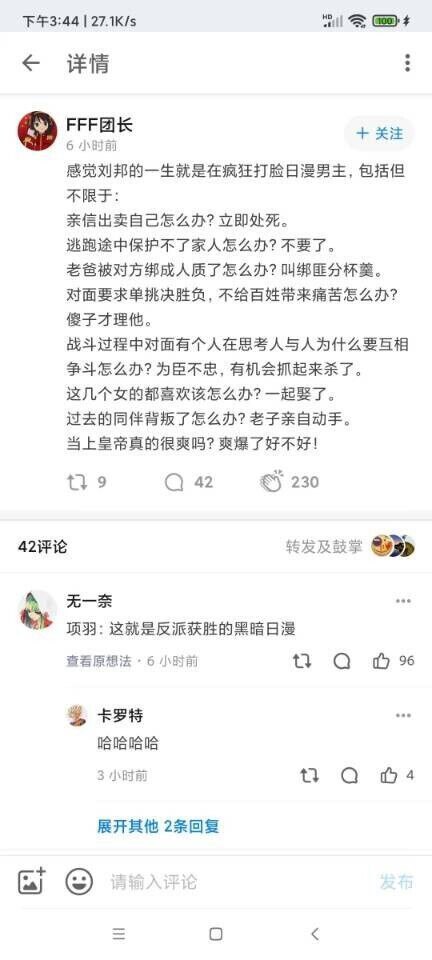 下午3:44 | 27.1K/s
HD
100
详情
FFF团长
6 小时前
+ 关注
感觉刘邦的一生就是在疯狂打脸日漫男主，包括但
不限于：
亲信出卖自己怎么办？立即处死。
逃跑途中保护不了家人怎么办？不要了。
老爸被对方绑成人质了怎么办？叫绑匪分杯羹。
对面要求单挑决胜负，不给百姓带来痛苦怎么办？
傻子才理他。
战斗过程中对面有个人在思考人与人为什么要互相
争斗怎么办？为臣不忠，有机会抓起来杀了。
这几个女的都喜欢该怎么办？一起娶了。
过去的同伴背叛了怎么办？老子亲自动手。
当上皇帝真的很爽吗？爽爆了好不好！
9
42
230
42评论
转发及鼓掌
无一奈
项羽：这就是反派获胜的黑暗日漫
查看原想法 · 6 小时前
96
卡罗特
哈哈哈哈
3 小时前
4
展开其他 2条回复
请输入评论
发布